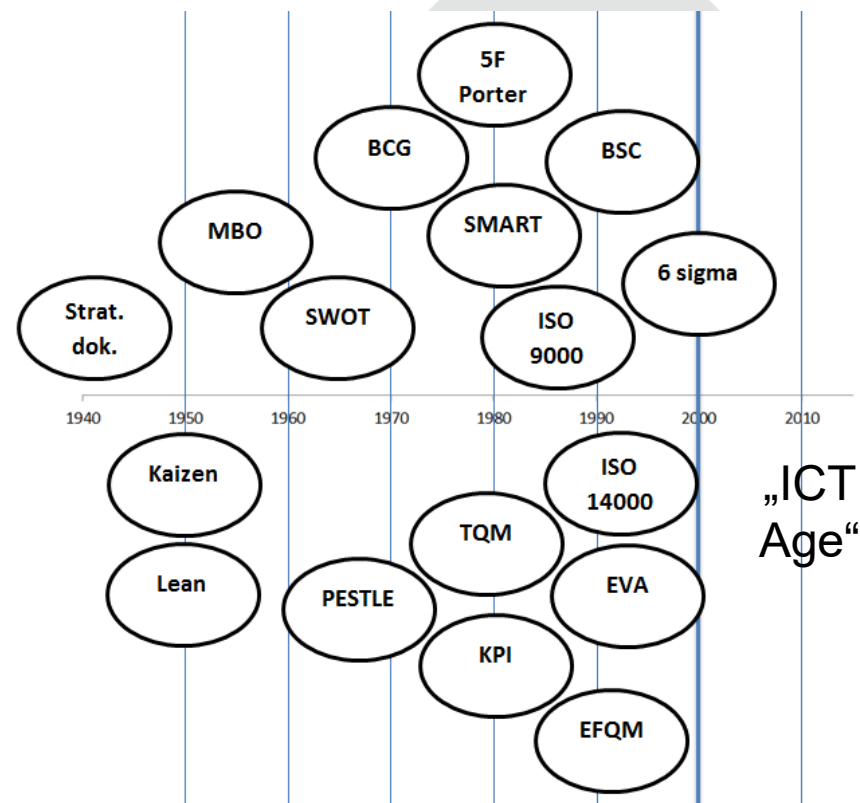 5F
Porter
BCG
BSC
MBO
SMART
6 sigma
Strat.
dok.
SWOT
ISO
9000
1940 1950 1960 1970 1980 1990 2000 2010
Kaizen
ISO
14000
„ICT
Age“
TQM
Lean
PESTLE
EVA
KPI
EFQM